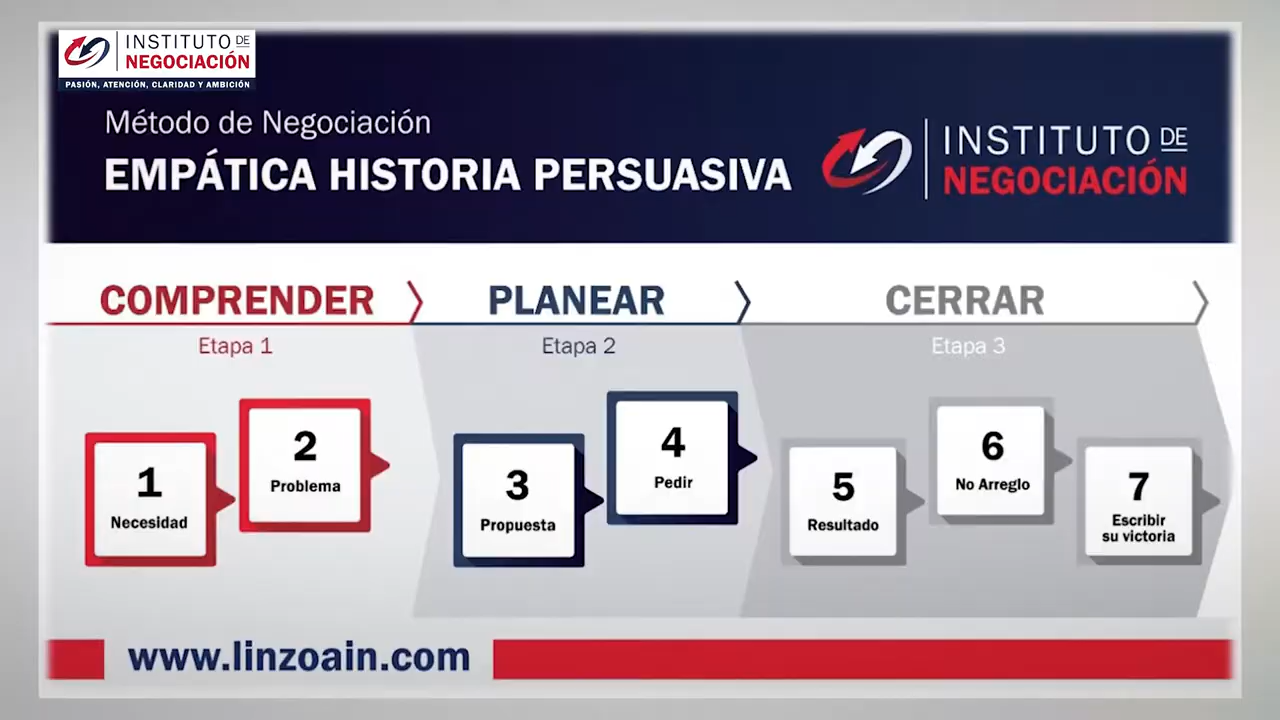 INSTITUTO DE
NEGOCIACIÓN
PASIÓN, ATENCIÓN, CLARIDAD Y AMBICIÓN
Método de Negociación
EMPÁTICA HISTORIA PERSUASIVA
INSTITUTO DE
NEGOCIACIÓN
COMPRENDER
PLANEAR
CERRAR
Etapa 1
Etapa 2
Etapa 3
1
Necesidad
2
Problema
3
Propuesta
4
Pedir
5
Resultado
6
No Arreglo
7
Escribir
su victoria
www.linzoain.com